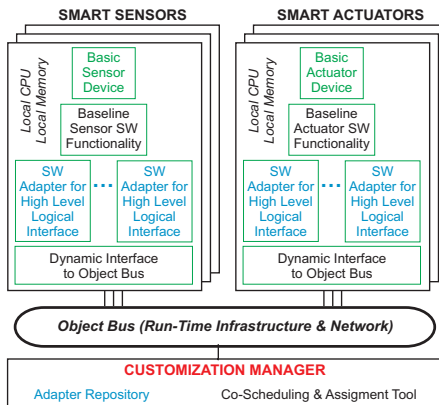 SMART SENSORS
Local CPU
Local Memory
Basic
Sensor
Device
Baseline
Sensor SW
Functionality
SW
Adapter for
High Level
Logical
Interface
...
SW
Adapter for
High Level
Logical
Interface
Dynamic Interface
to Object Bus
SMART ACTUATORS
Local CPU
Local Memory
Basic
Actuator
Device
Baseline
Actuator SW
Functionality
SW
Adapter for
High Level
Logical
Interface
...
SW
Adapter for
High Level
Logical
Interface
Dynamic Interface
to Object Bus
Object Bus (Run-Time Infrastructure & Network)
CUSTOMIZATION MANAGER
Adapter Repository
Co-Scheduling & Assigment Tool